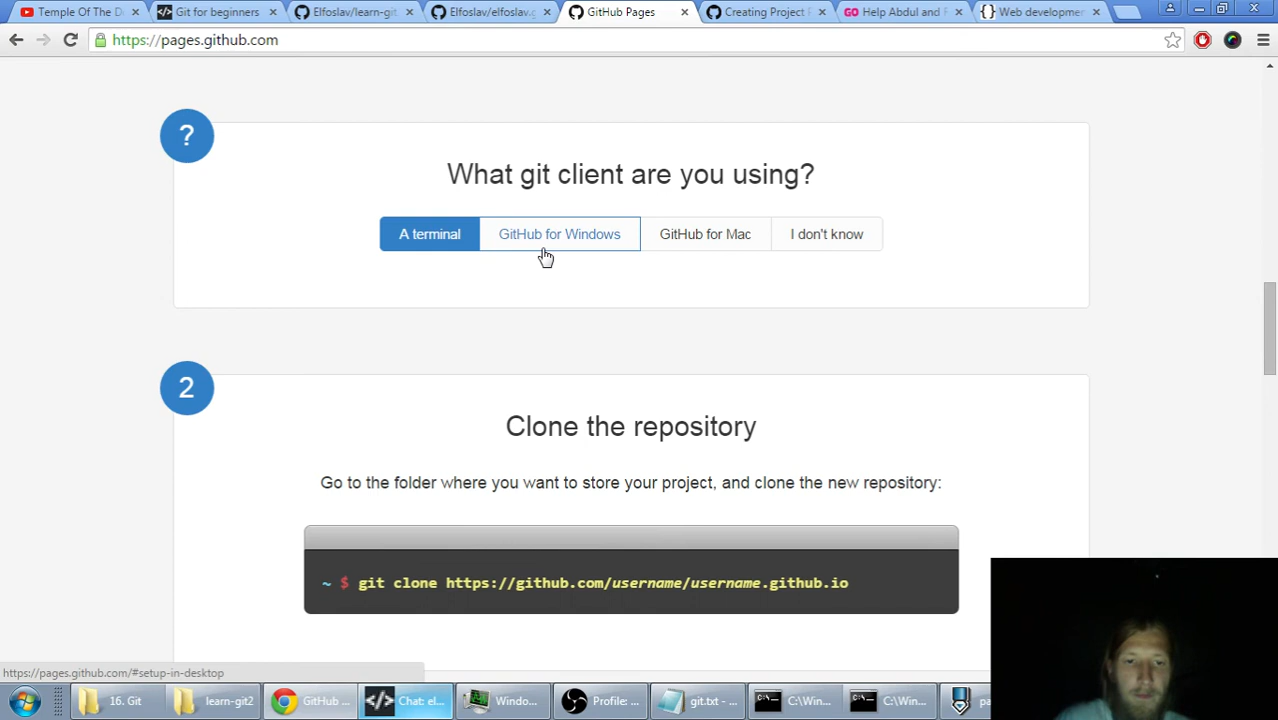 Temple Of The D
Git for beginners
Elfoslav/learn-git
Elfoslav/elfoslav.g
GitHub Pages
Creating Project P
GO Help Abdul and F
{} Web developmen
https://pages.github.com
?
What git client are you using?
A terminal
GitHub for Windows
GitHub for Mac
I don't know
2
Clone the repository
Go to the folder where you want to store your project, and clone the new repository:
~ $ git clone https://github.com/username/username.github.io
https://pages.github.com/#setup-in-desktop
16. Git
learn-git2
GitHub ...
Chat: el...
Windo...
Profile: ...
git.txt - ...
C:\Win...
C:\Win...
pa